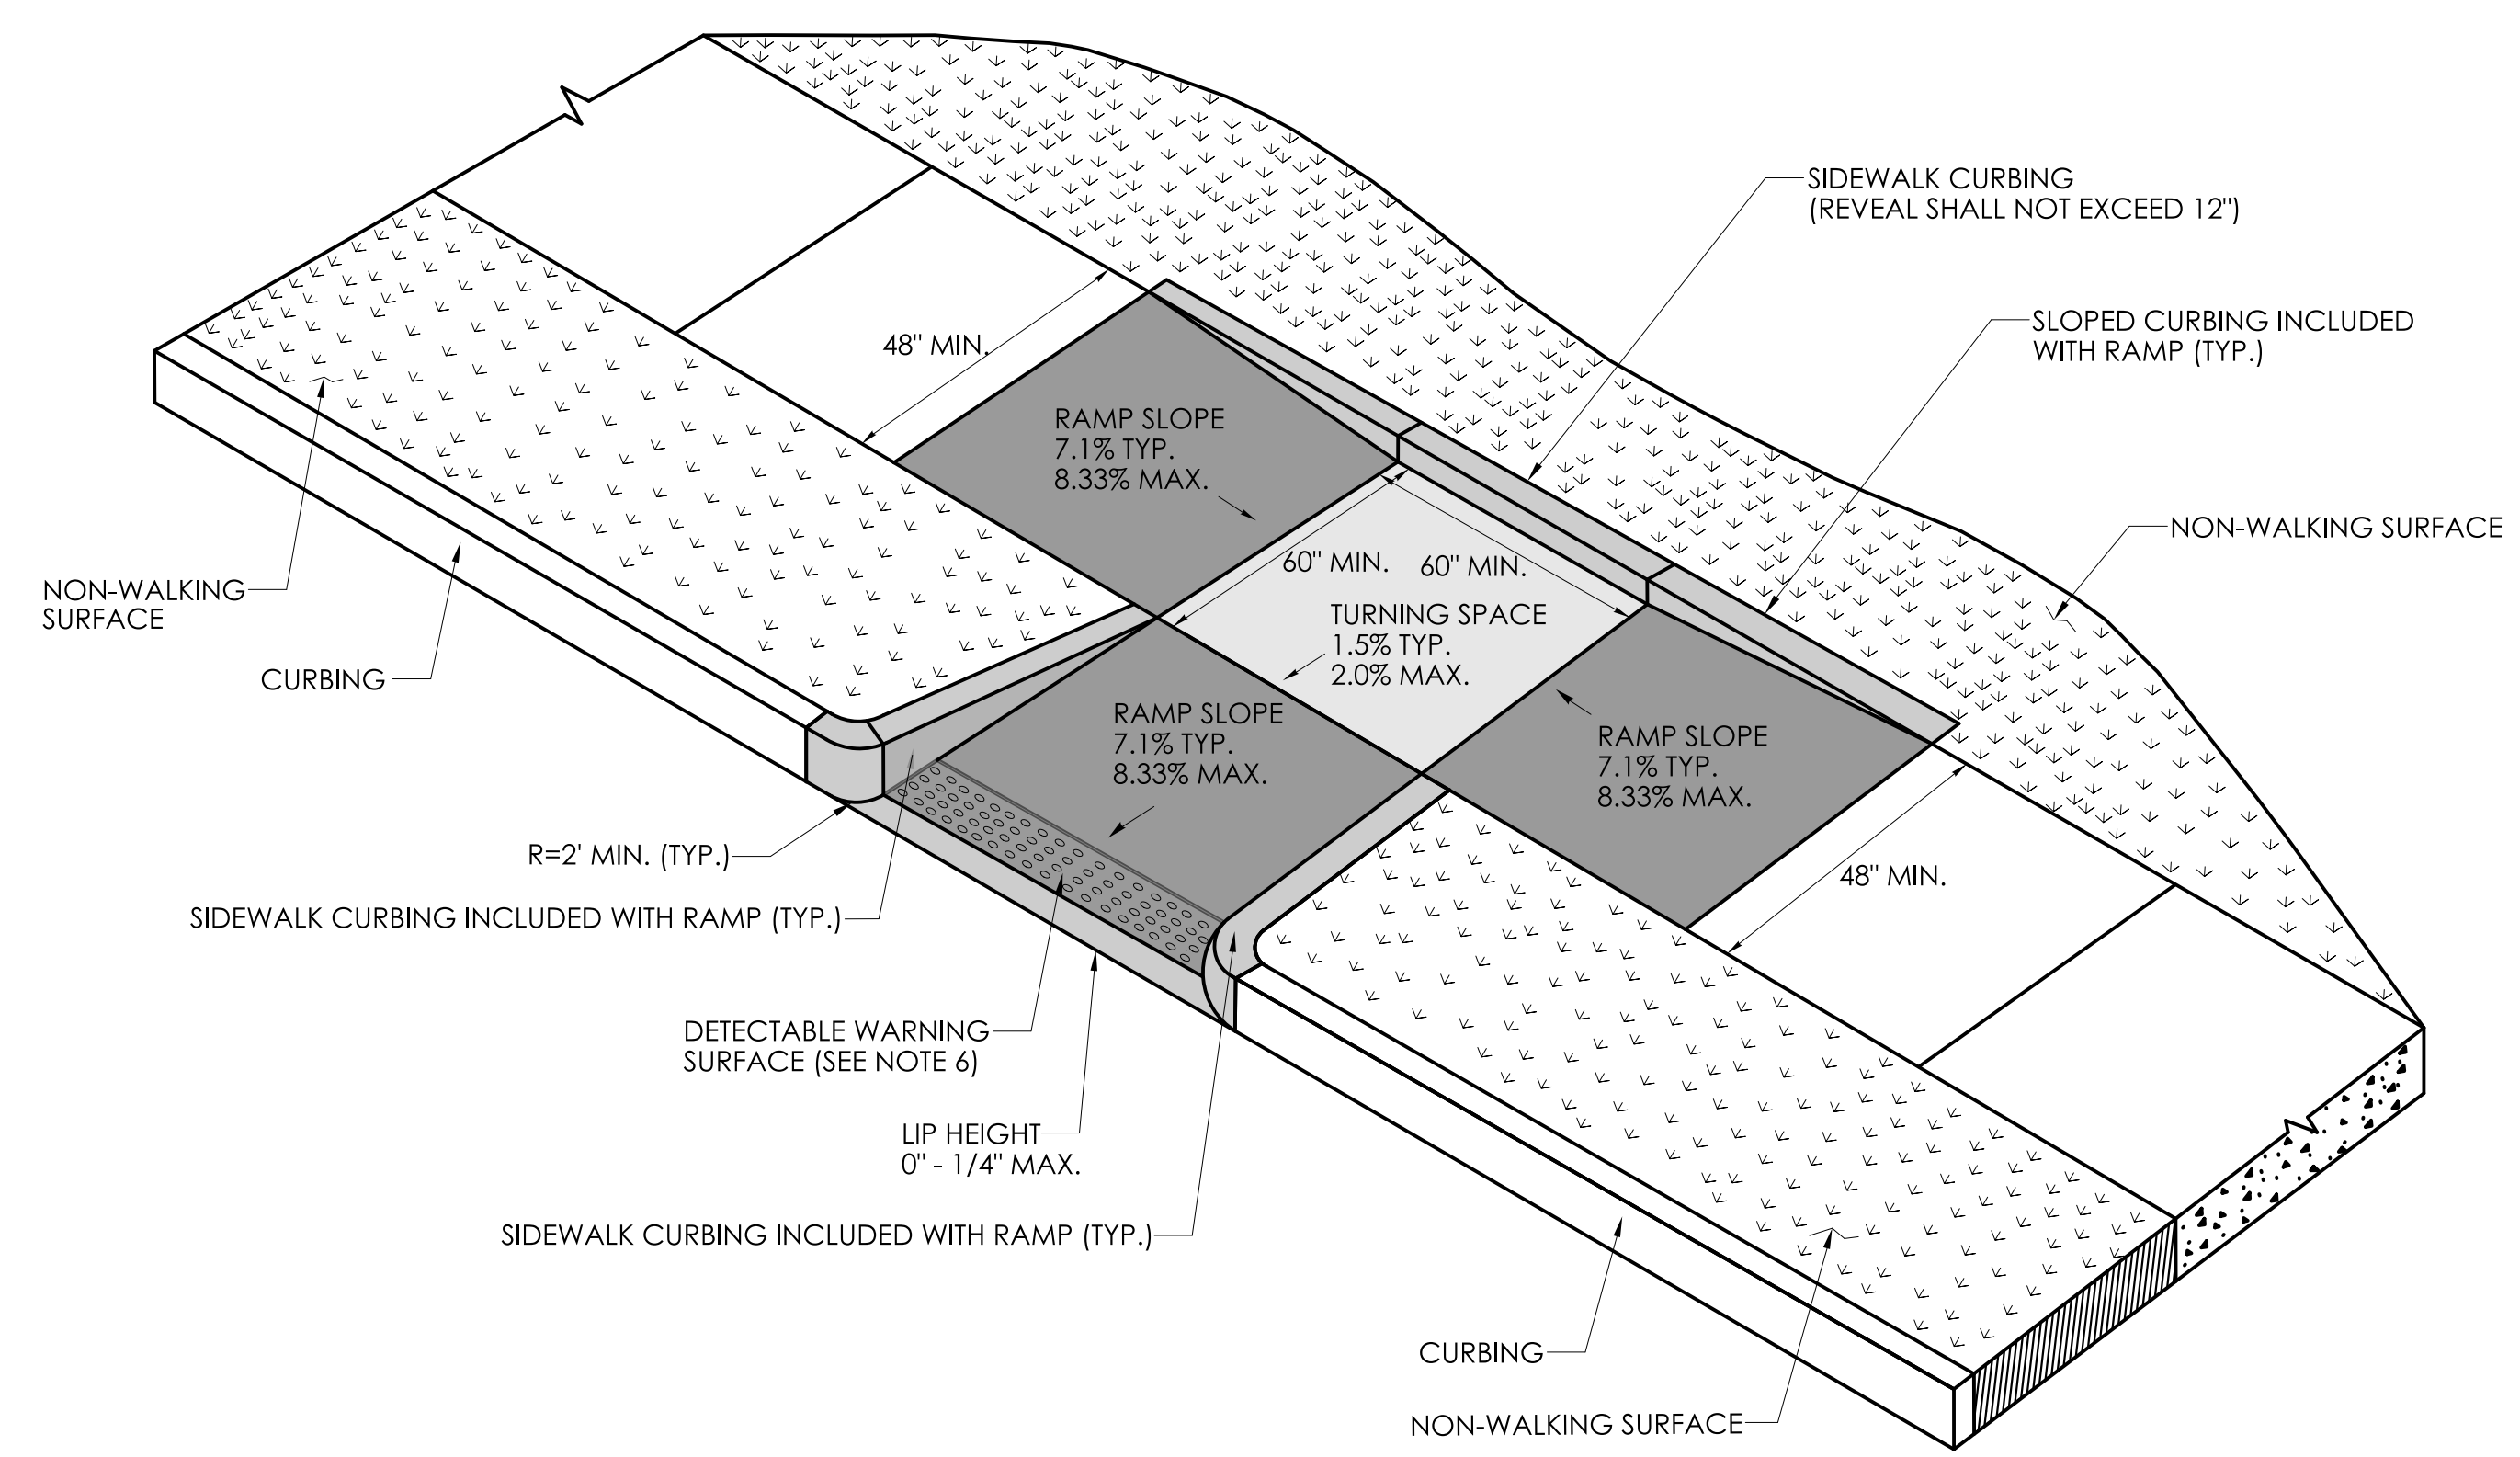 SIDEWALK CURBING
(REVEAL SHALL NOT EXCEED 12")
SLOPED CURBING INCLUDED
WITH RAMP (TYP.)
48" MIN.
RAMP SLOPE
7.1% TYP.
8.33% MAX.
NON-WALKING SURFACE
60" MIN.
60" MIN.
NON-WALKING
SURFACE
TURNING SPACE
1.5% TYP.
2.0% MAX.
CURBING
RAMP SLOPE
7.1% TYP.
8.33% MAX.
RAMP SLOPE
7.1% TYP.
8.33% MAX.
R=2' MIN. (TYP.)
48" MIN.
SIDEWALK CURBING INCLUDED WITH RAMP (TYP.)
DETECTABLE WARNING
SURFACE (SEE NOTE 6)
LIP HEIGHT
0" - 1/4" MAX.
SIDEWALK CURBING INCLUDED WITH RAMP (TYP.)
CURBING
NON-WALKING SURFACE